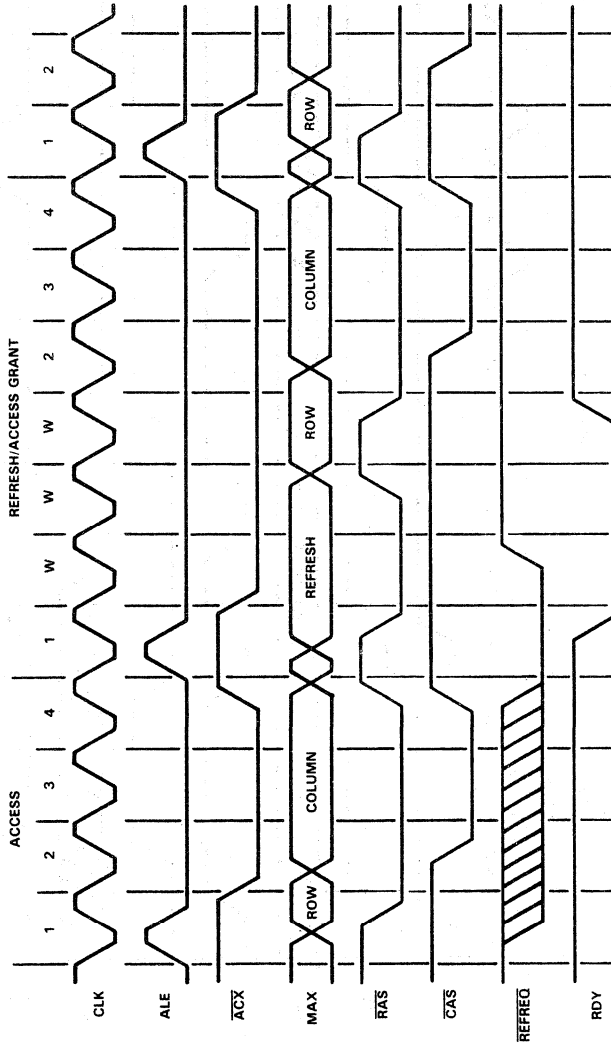 ACCESS REFRESH/ACCESS GRANT
1 2 3 4 1 W W W 2 3 4 1 2
CLK
ALE
ACX
MAX ROW COLUMN REFRESH ROW COLUMN ROW
RAS
CAS
REFREQ
RDY